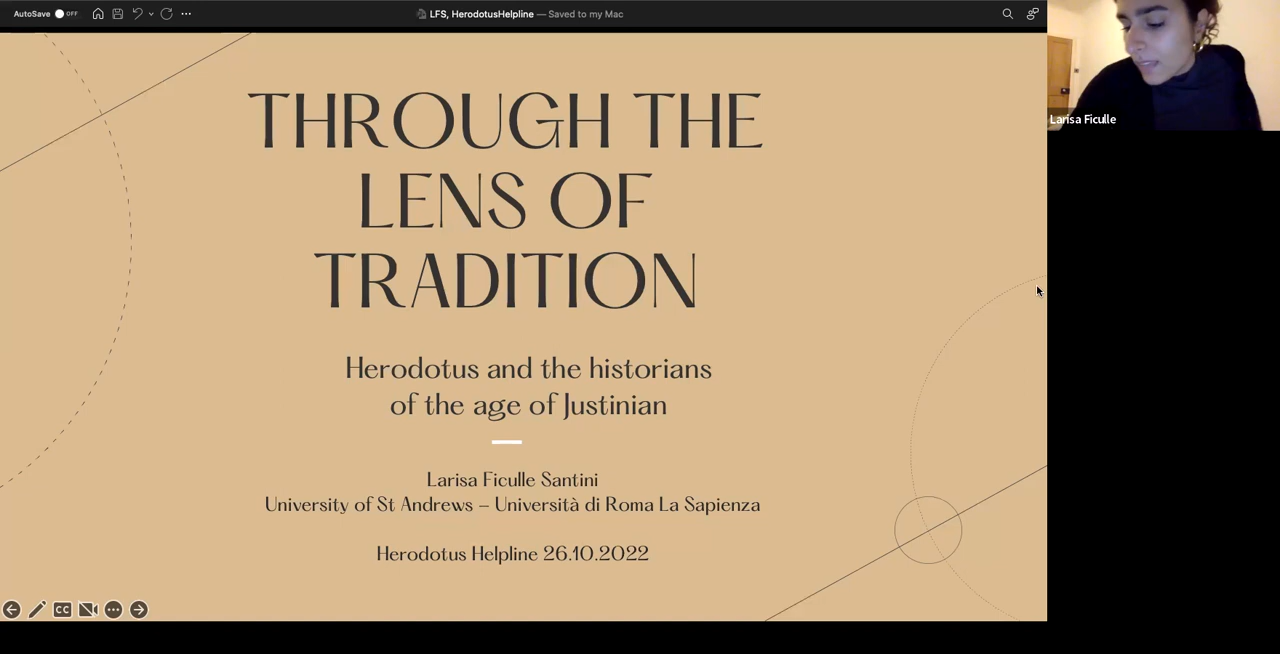 AutoSave OFF
LFS, HerodotusHelpline — Saved to my Mac
THROUGH THE
LENS OF
TRADITION
Herodotus and the historians
of the age of Justinian
Larisa Ficulle Santini
University of St Andrews – Università di Roma La Sapienza
Herodotus Helpline 26.10.2022
CC
Larisa Ficulle